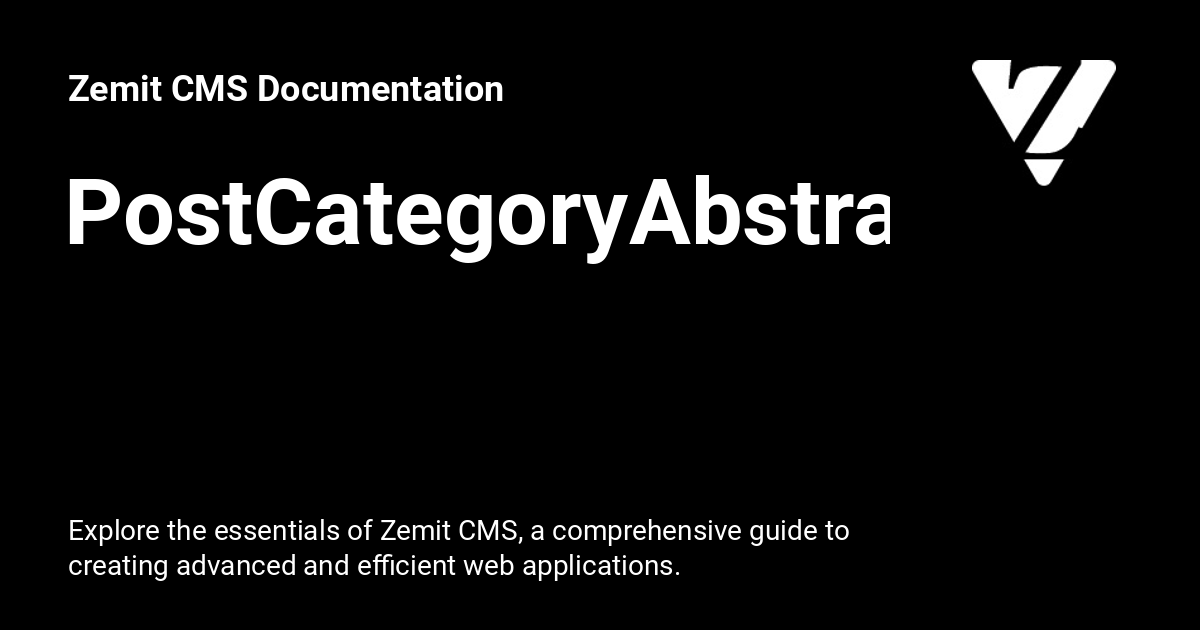 Zemit CMS Documentation
PostCategoryAbstra
Explore the essentials of Zemit CMS, a comprehensive guide to
creating advanced and efficient web applications.